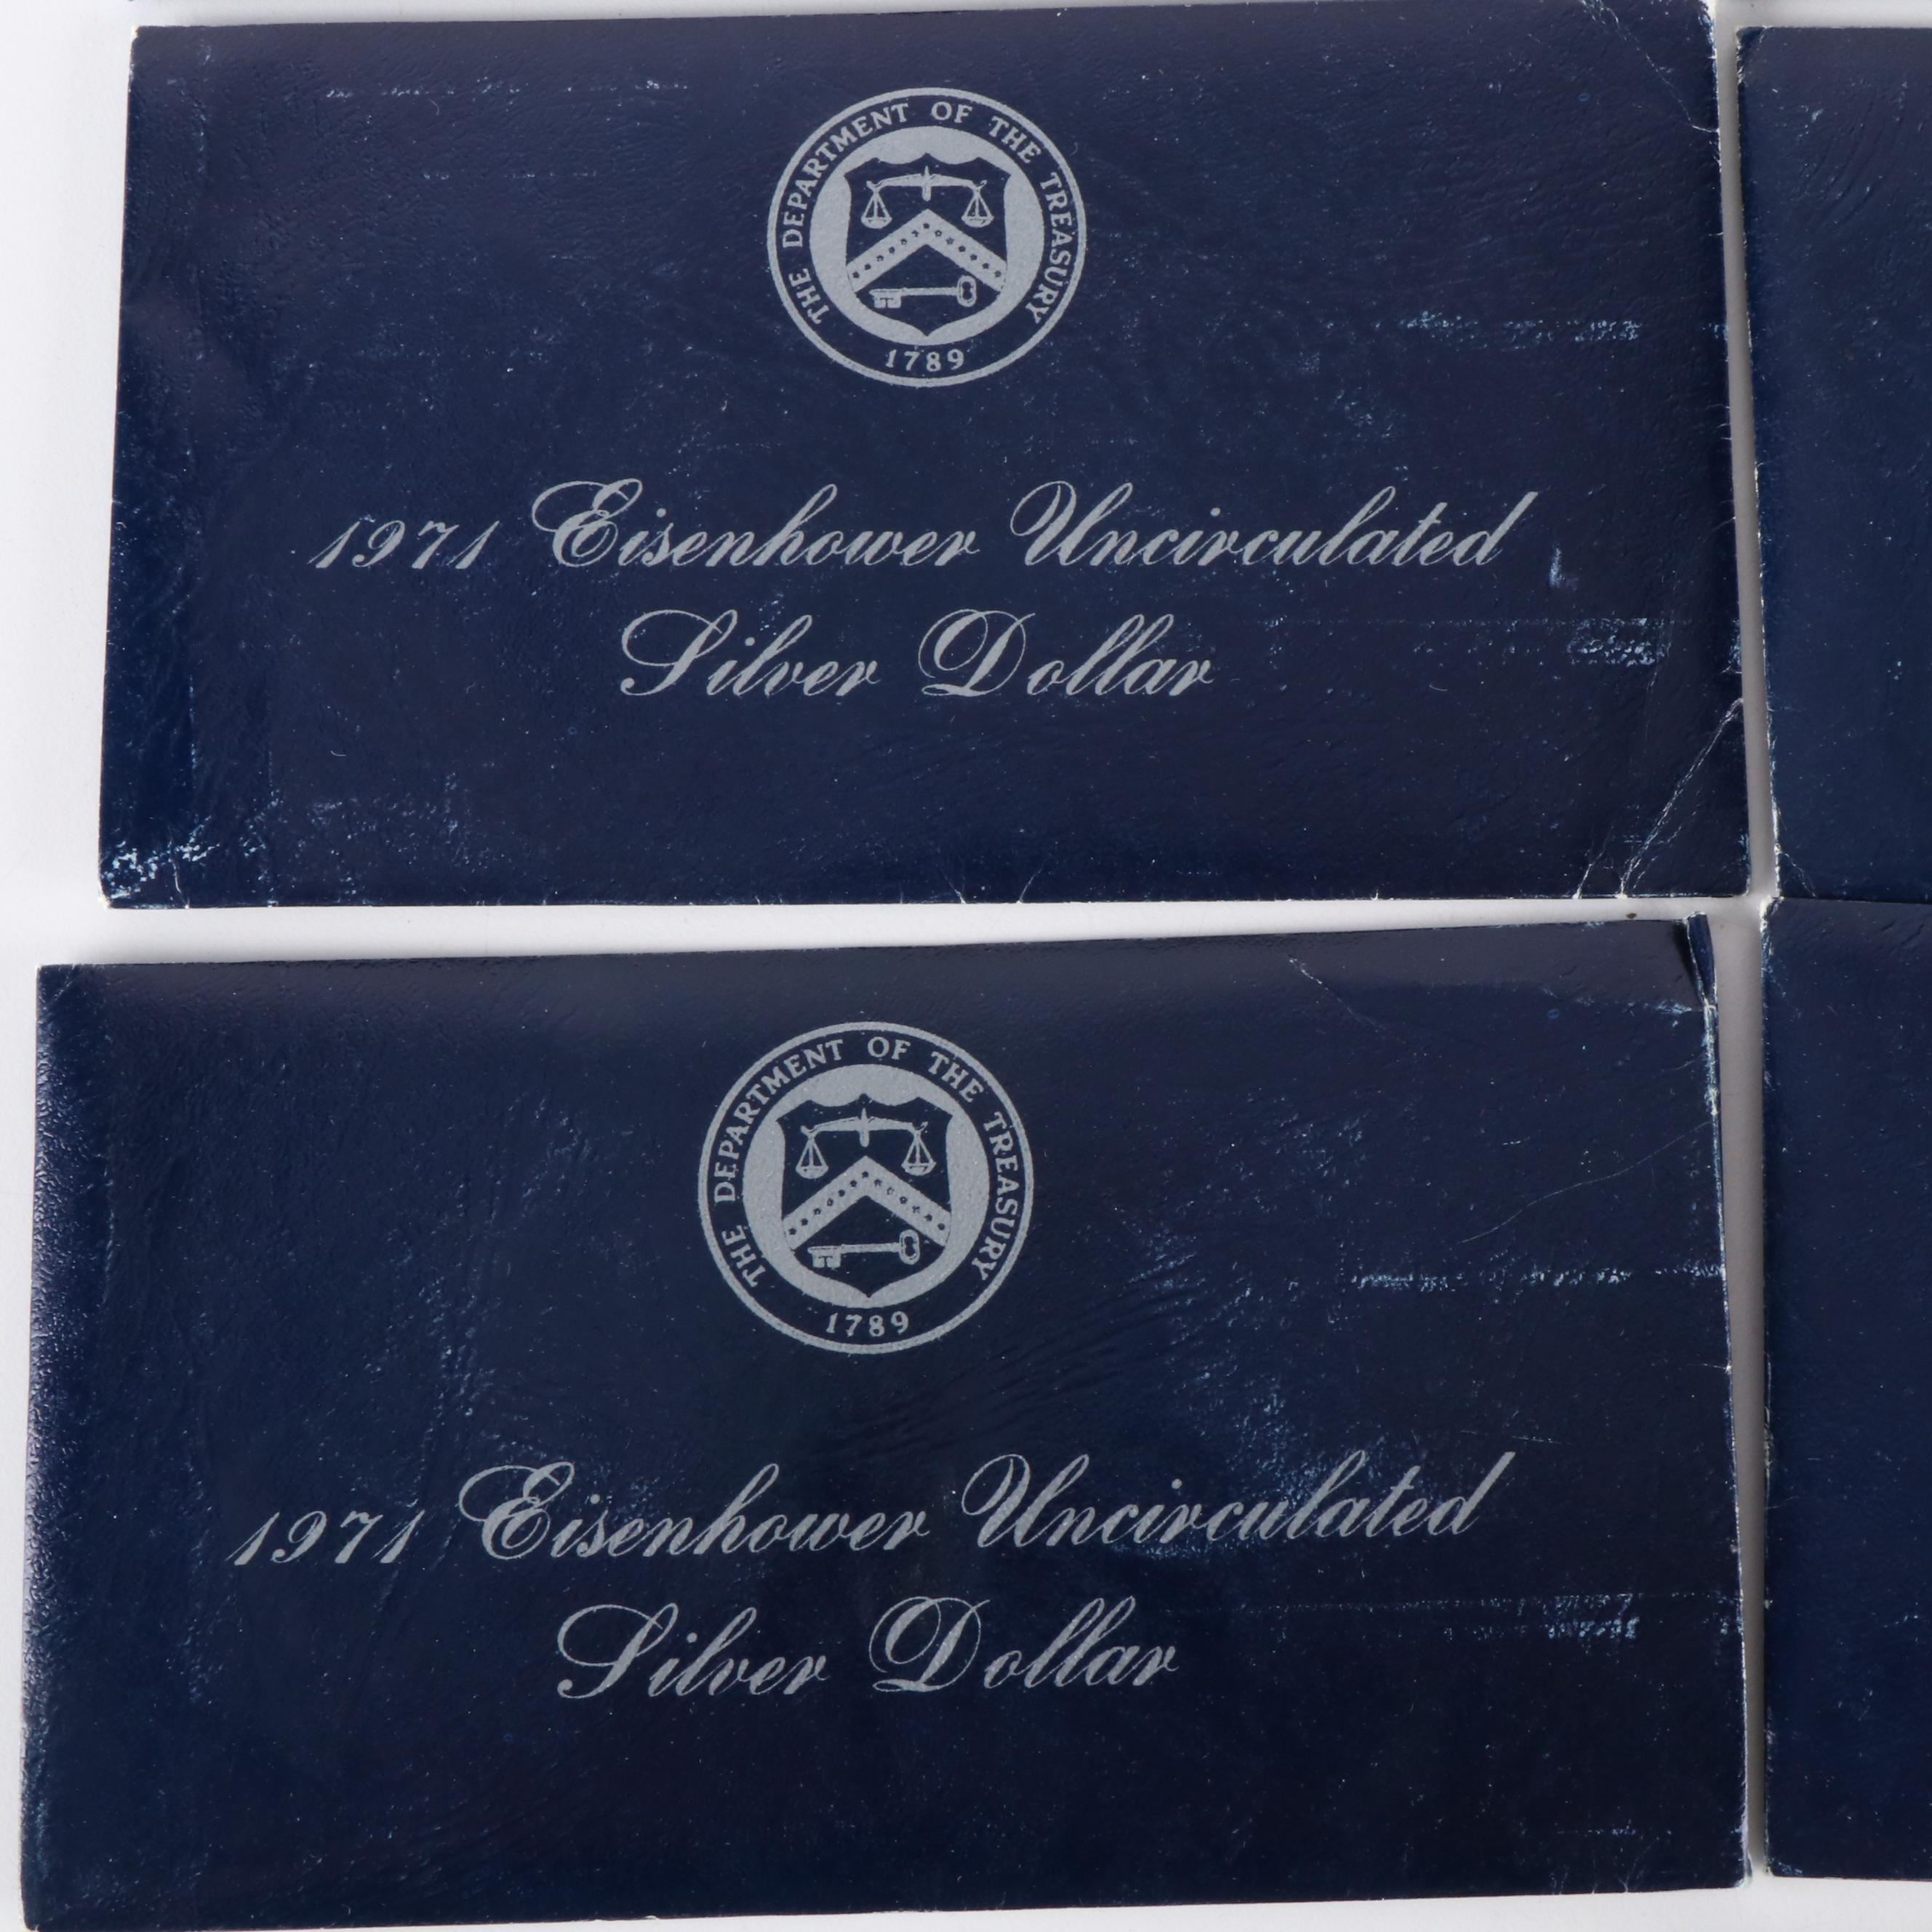 THE DEPARTMENT OF THE TREASURY
1789
1971 Eisenhower Uncirculated
Silver Dollar
THE DEPARTMENT OF THE TREASURY
1789
1971 Eisenhower Uncirculated
Silver Dollar